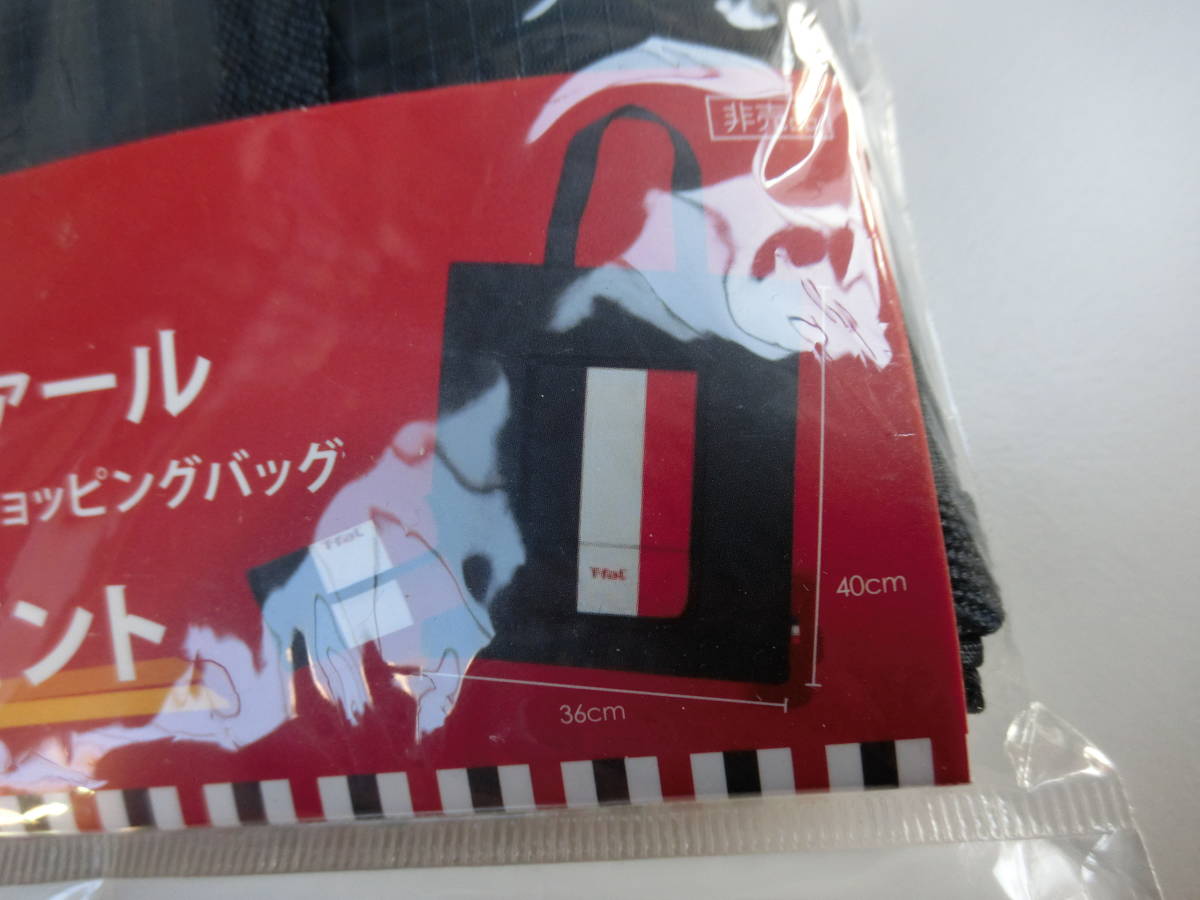 非売
ァール
ョッピングバッグ
T-fal
T-fal
ント
40cm
36cm